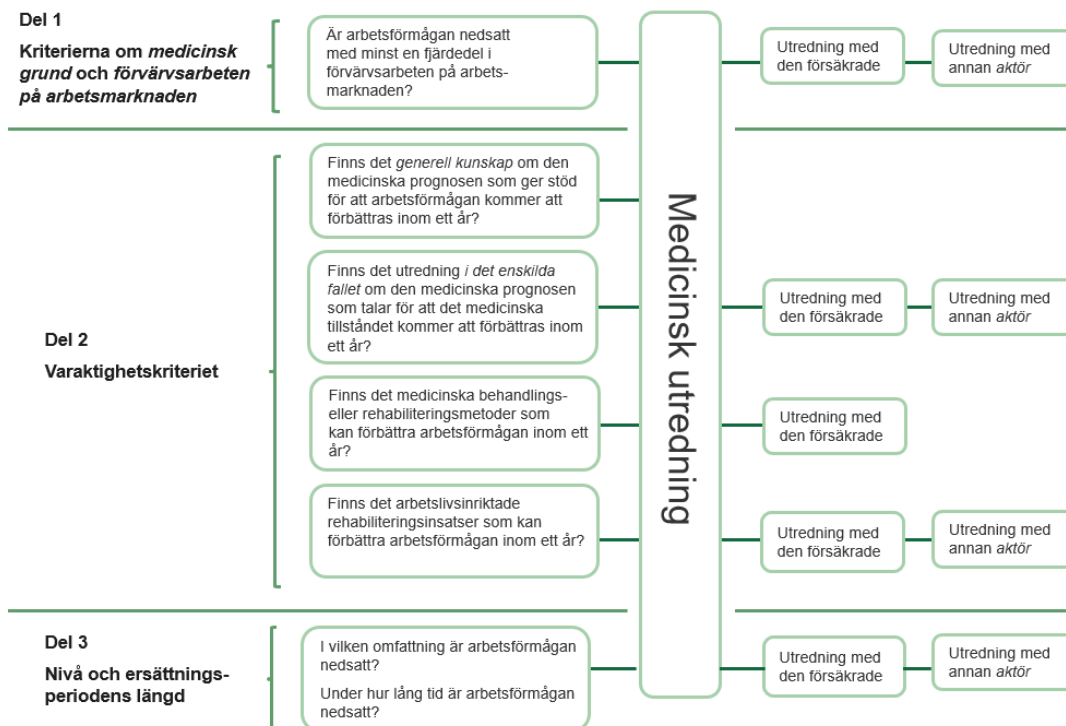 Del 1
Kriterierna om medicinsk
grund och förvärvsarbeten
på arbetsmarknaden
Är arbetsförmågan nedsatt
med minst en fjärdedel i
förvärvsarbeten på arbets-
marknaden?
Utredning med
den försäkrade
Utredning med
annan aktör
Medicinsk utredning
Del 2
Varaktighetskriteriet
Finns det generell kunskap om den
medicinska prognosen som ger stöd
för att arbetsförmågan kommer att
förbättras inom ett år?
Finns det utredning i det enskilda
fallet om den medicinska prognosen
som talar för att det medicinska
tillståndet kommer att förbättras inom
ett år?
Utredning med
den försäkrade
Utredning med
annan aktör
Finns det medicinska behandlings-
eller rehabiliteringsmetoder som
kan förbättra arbetsförmågan inom ett
år?
Utredning med
den försäkrade
Finns det arbetslivsinriktade
rehabiliteringsinsatser som kan
förbättra arbetsförmågan inom ett år?
Utredning med
den försäkrade
Utredning med
annan aktör
Del 3
Nivå och ersättnings-
periodens längd
I vilken omfattning är arbetsförmågan
nedsatt?
Under hur lång tid är arbetsförmågan
nedsatt?
Utredning med
den försäkrade
Utredning med
annan aktör